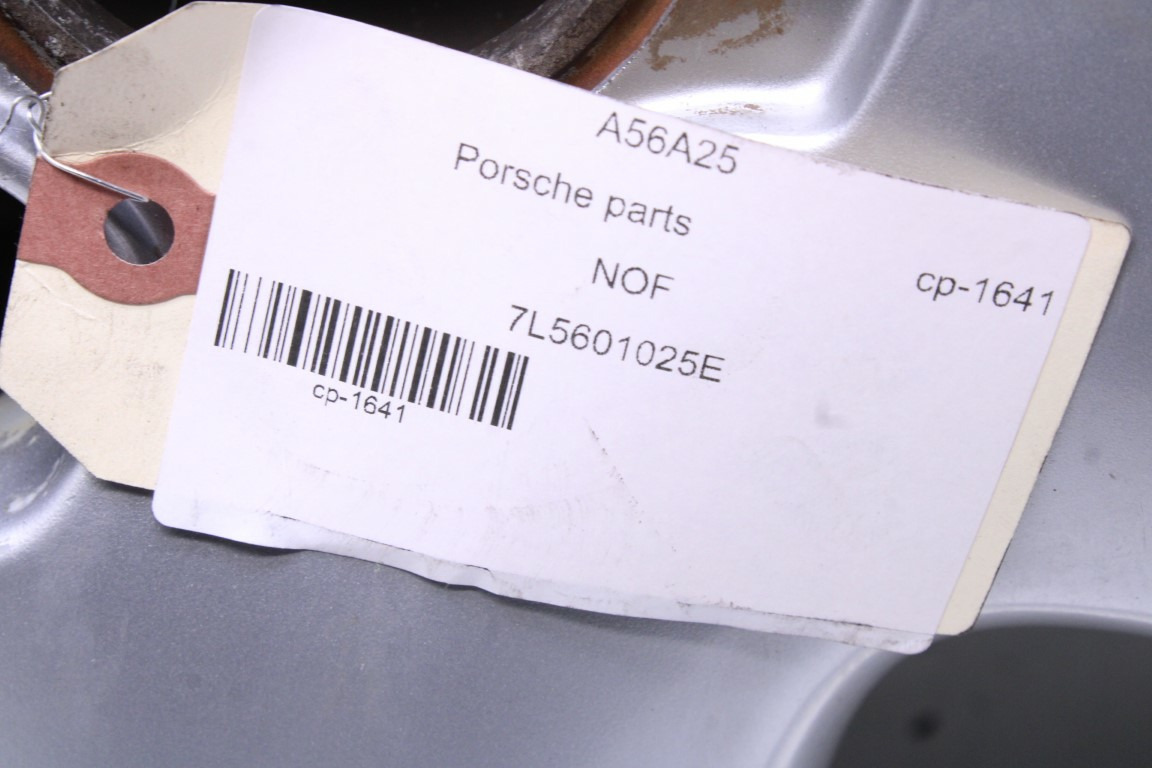 A56A25
Porsche parts
NOF
cp-1641
7L5601025E
cp-1641